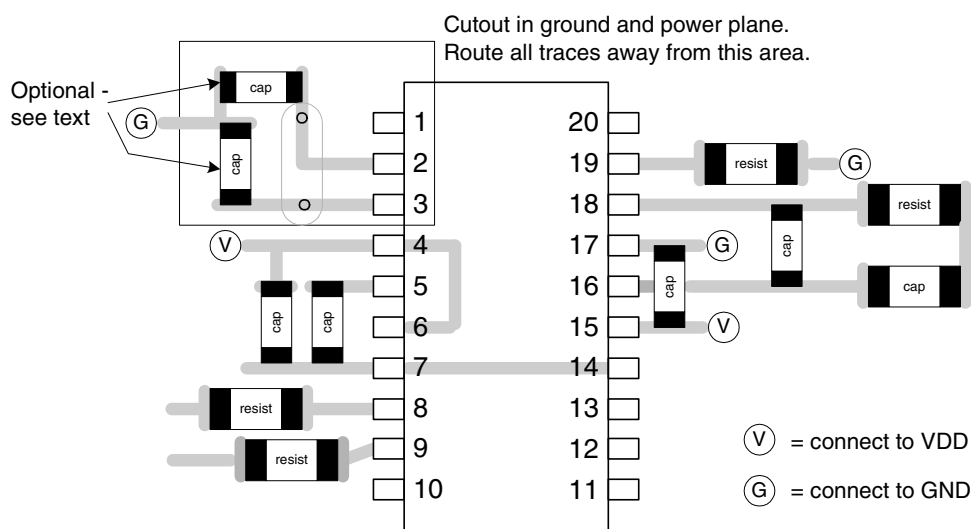 Cutout in ground and power plane.
Route all traces away from this area.
Optional -
see text
cap
G
cap
1
2
3
V
4
5
6
cap
cap
7
resist
8
resist
9
10
20
19
resist
G
18
resist
cap
17
G
16
cap
cap
15
V
14
13
12
11
V = connect to VDD
G = connect to GND